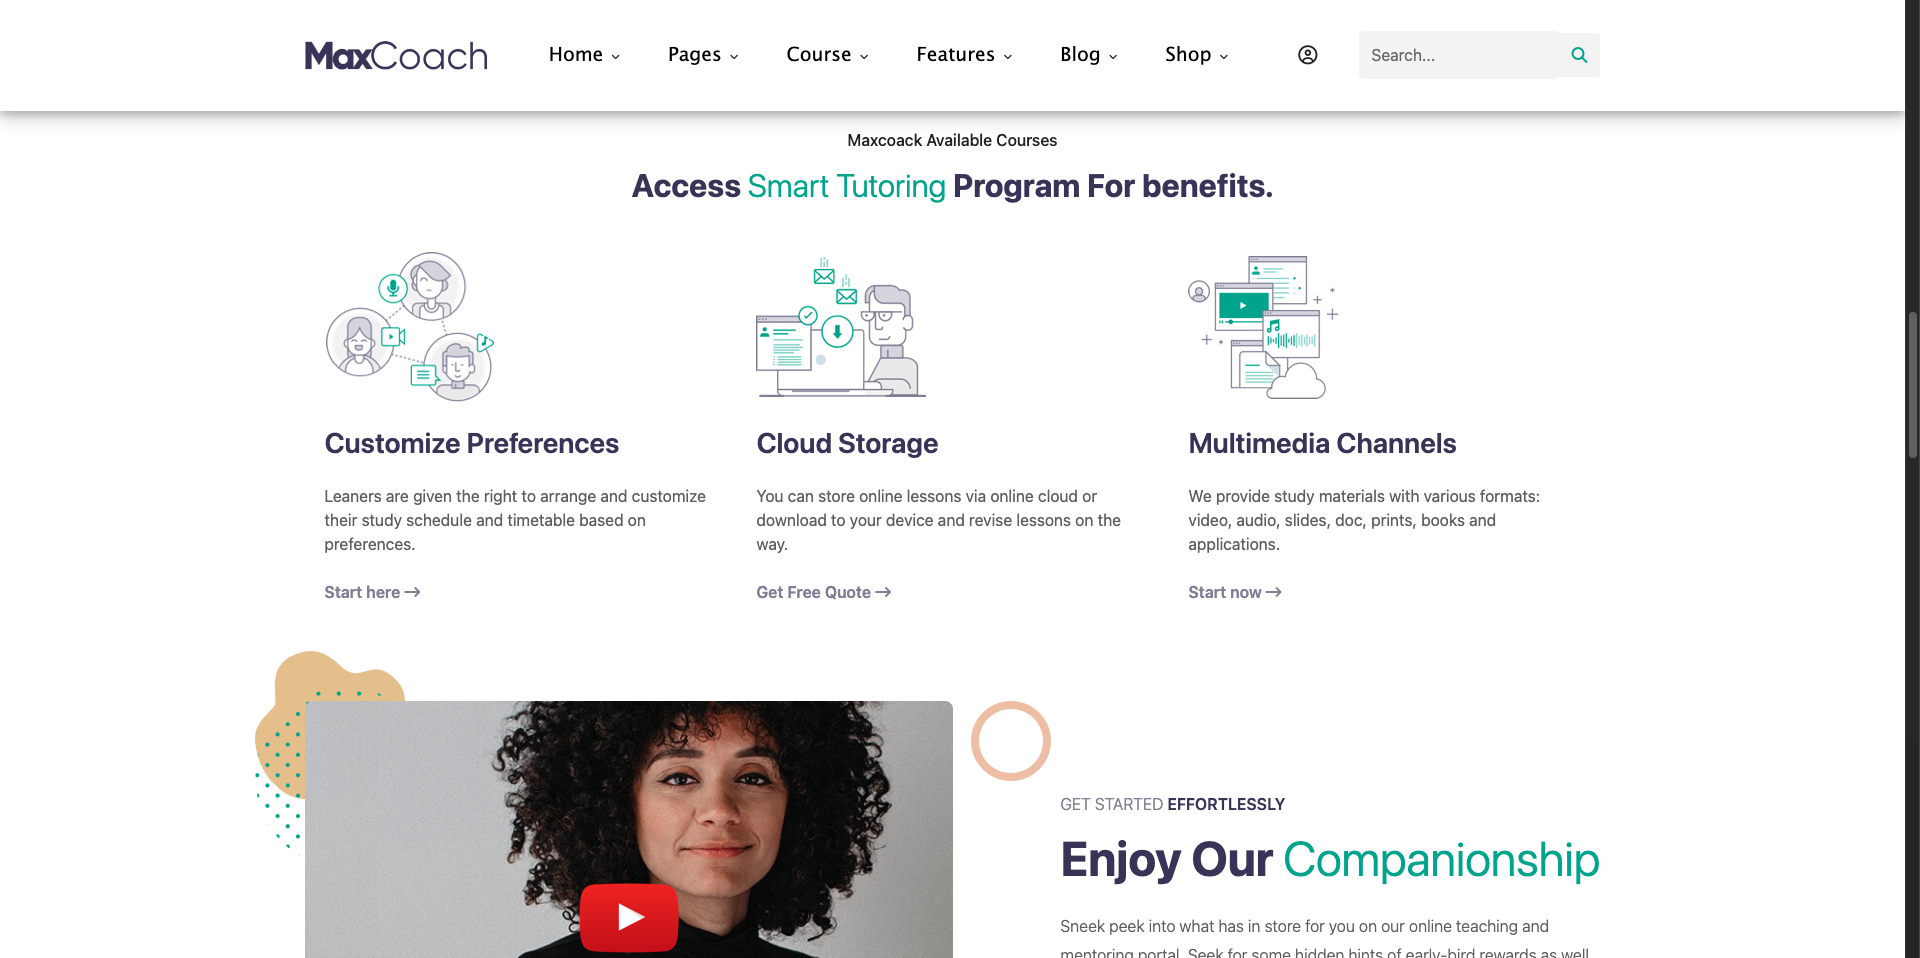 MaxCoach
Home
Pages
Course
Features
Blog
Shop
Search...
Maxcoack Available Courses
Access Smart Tutoring Program For benefits.
Customize Preferences
Leaners are given the right to arrange and customize
their study schedule and timetable based on
preferences.
Start here →
Cloud Storage
You can store online lessons via online cloud or
download to your device and revise lessons on the
way.
Get Free Quote →
Multimedia Channels
We provide study materials with various formats:
video, audio, slides, doc, prints, books and
applications.
Start now →
GET STARTED EFFORTLESSLY
Enjoy Our Companionship
Sneek peek into what has in store for you on our online teaching and
mentoring portal. Seek for some hidden hints of early-bird rewards as well